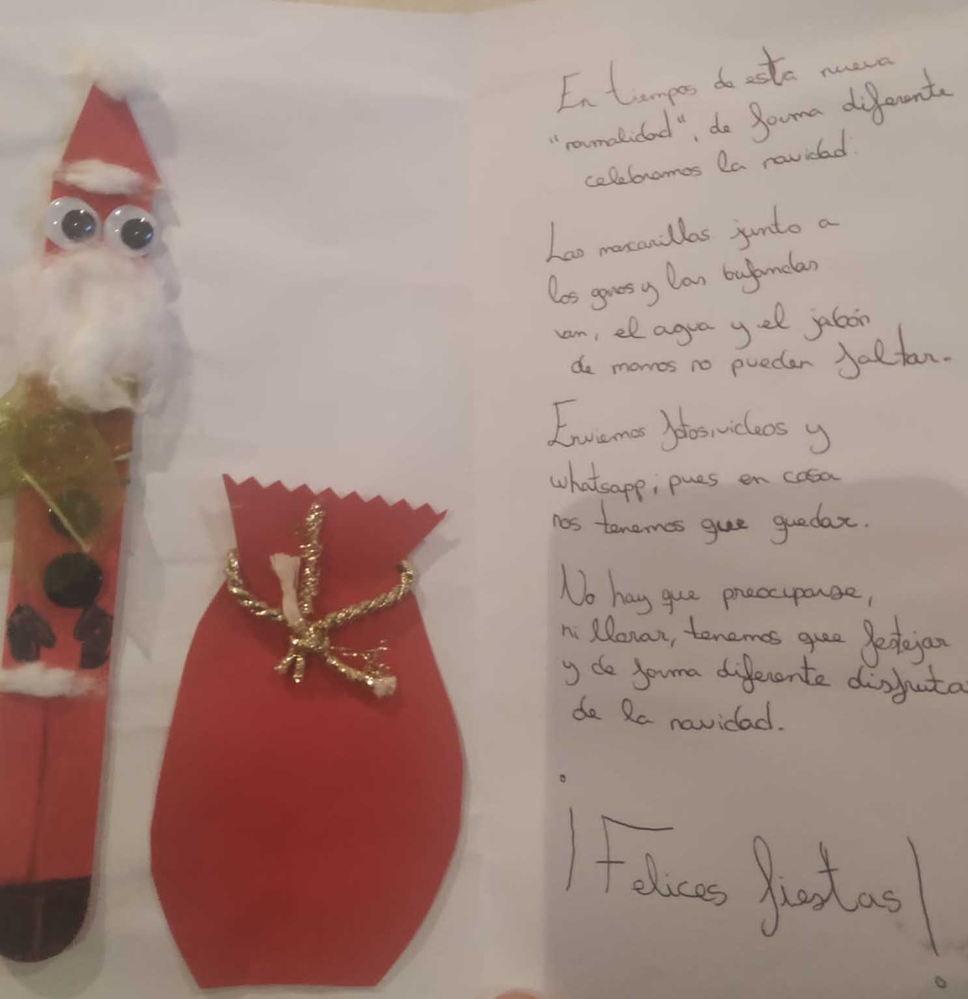 En tiempos de esta nueva
"normalidad", de forma diferente
celebramos la navidad.
Las mascarillas junto a
los gorros y las bufandas
van, el agua y el jabón
de manos no pueden faltar.
Enviemos fotos, videos y
whatsapp; pues en casa
nos tenemos que quedar.
No hay que preocuparse,
ni llorar, tenemos que festejar
y de forma diferente disfruta
de la navidad.
¡Felices fiestas!